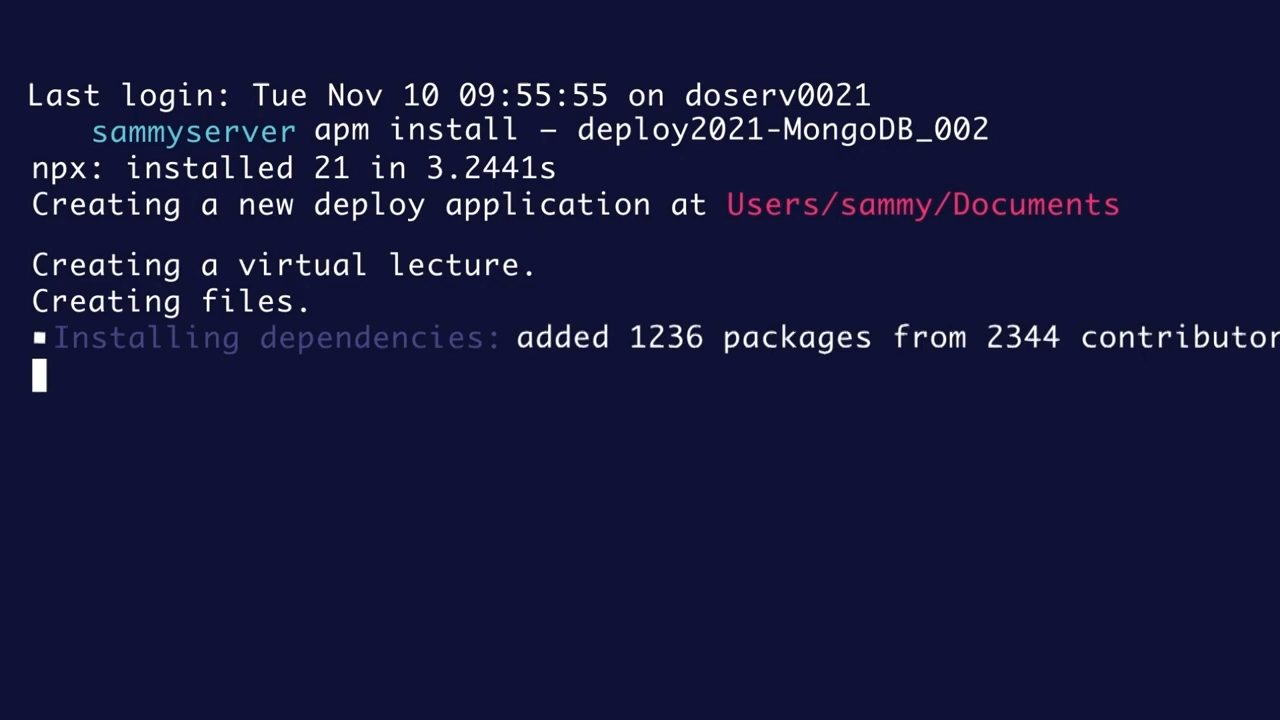 Last login: Tue Nov 10 09:55:55 on doserv0021
sammyserver apm install – deploy2021-MongoDB_002
npx: installed 21 in 3.2441s
Creating a new deploy application at Users/sammy/Documents
Creating a virtual lecture.
Creating files.
Installing dependencies: added 1236 packages from 2344 contributor